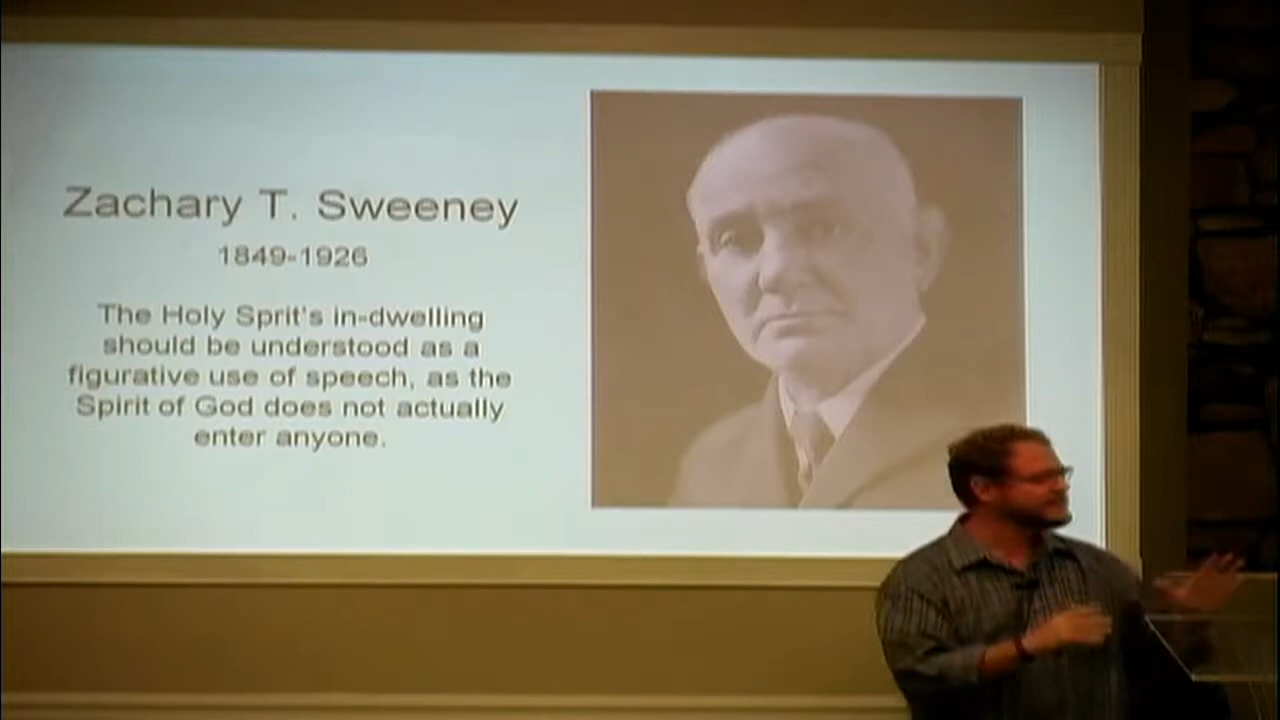 Zachary T. Sweeney
1849-1926
The Holy Sprit's in-dwelling
should be understood as a
figurative use of speech, as the
Spirit of God does not actually
enter anyone.